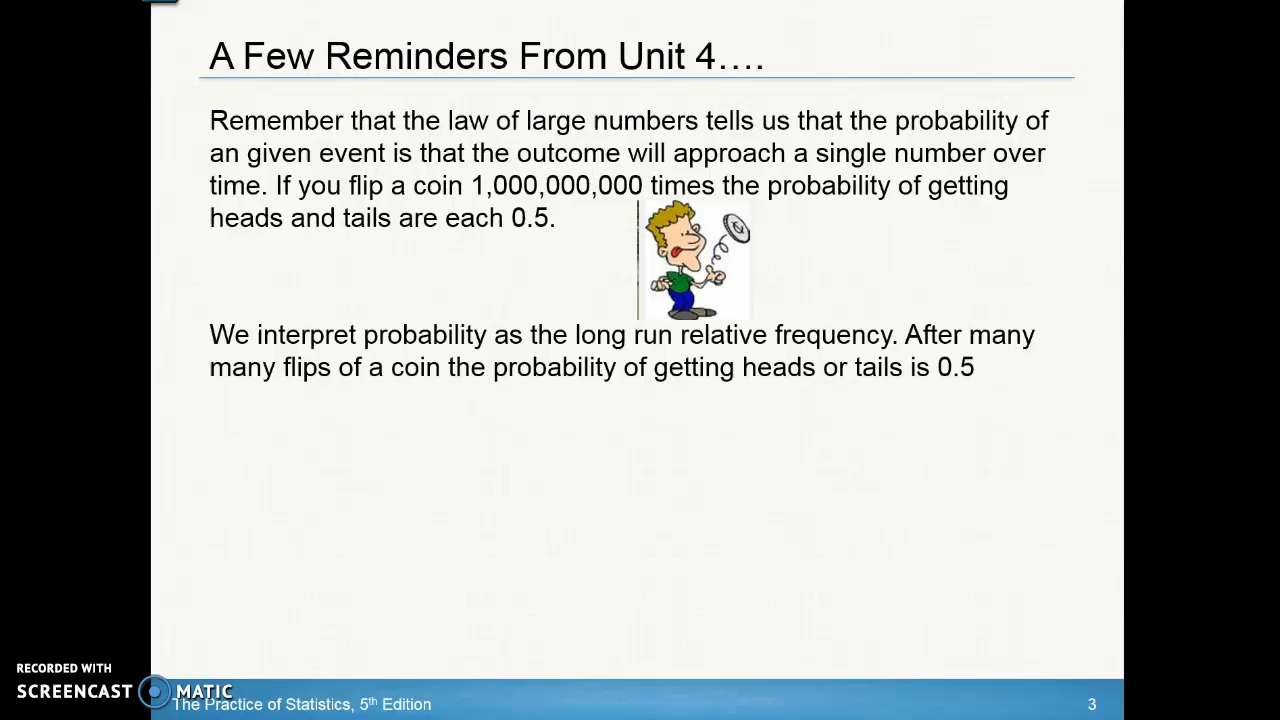 A Few Reminders From Unit 4….
Remember that the law of large numbers tells us that the probability of
an given event is that the outcome will approach a single number over
time. If you flip a coin 1,000,000,000 times the probability of getting
heads and tails are each 0.5.
We interpret probability as the long run relative frequency. After many
many flips of a coin the probability of getting heads or tails is 0.5
RECORDED WITH
SCREENCAST MATIC
The Practice of Statistics, 5th Edition
3